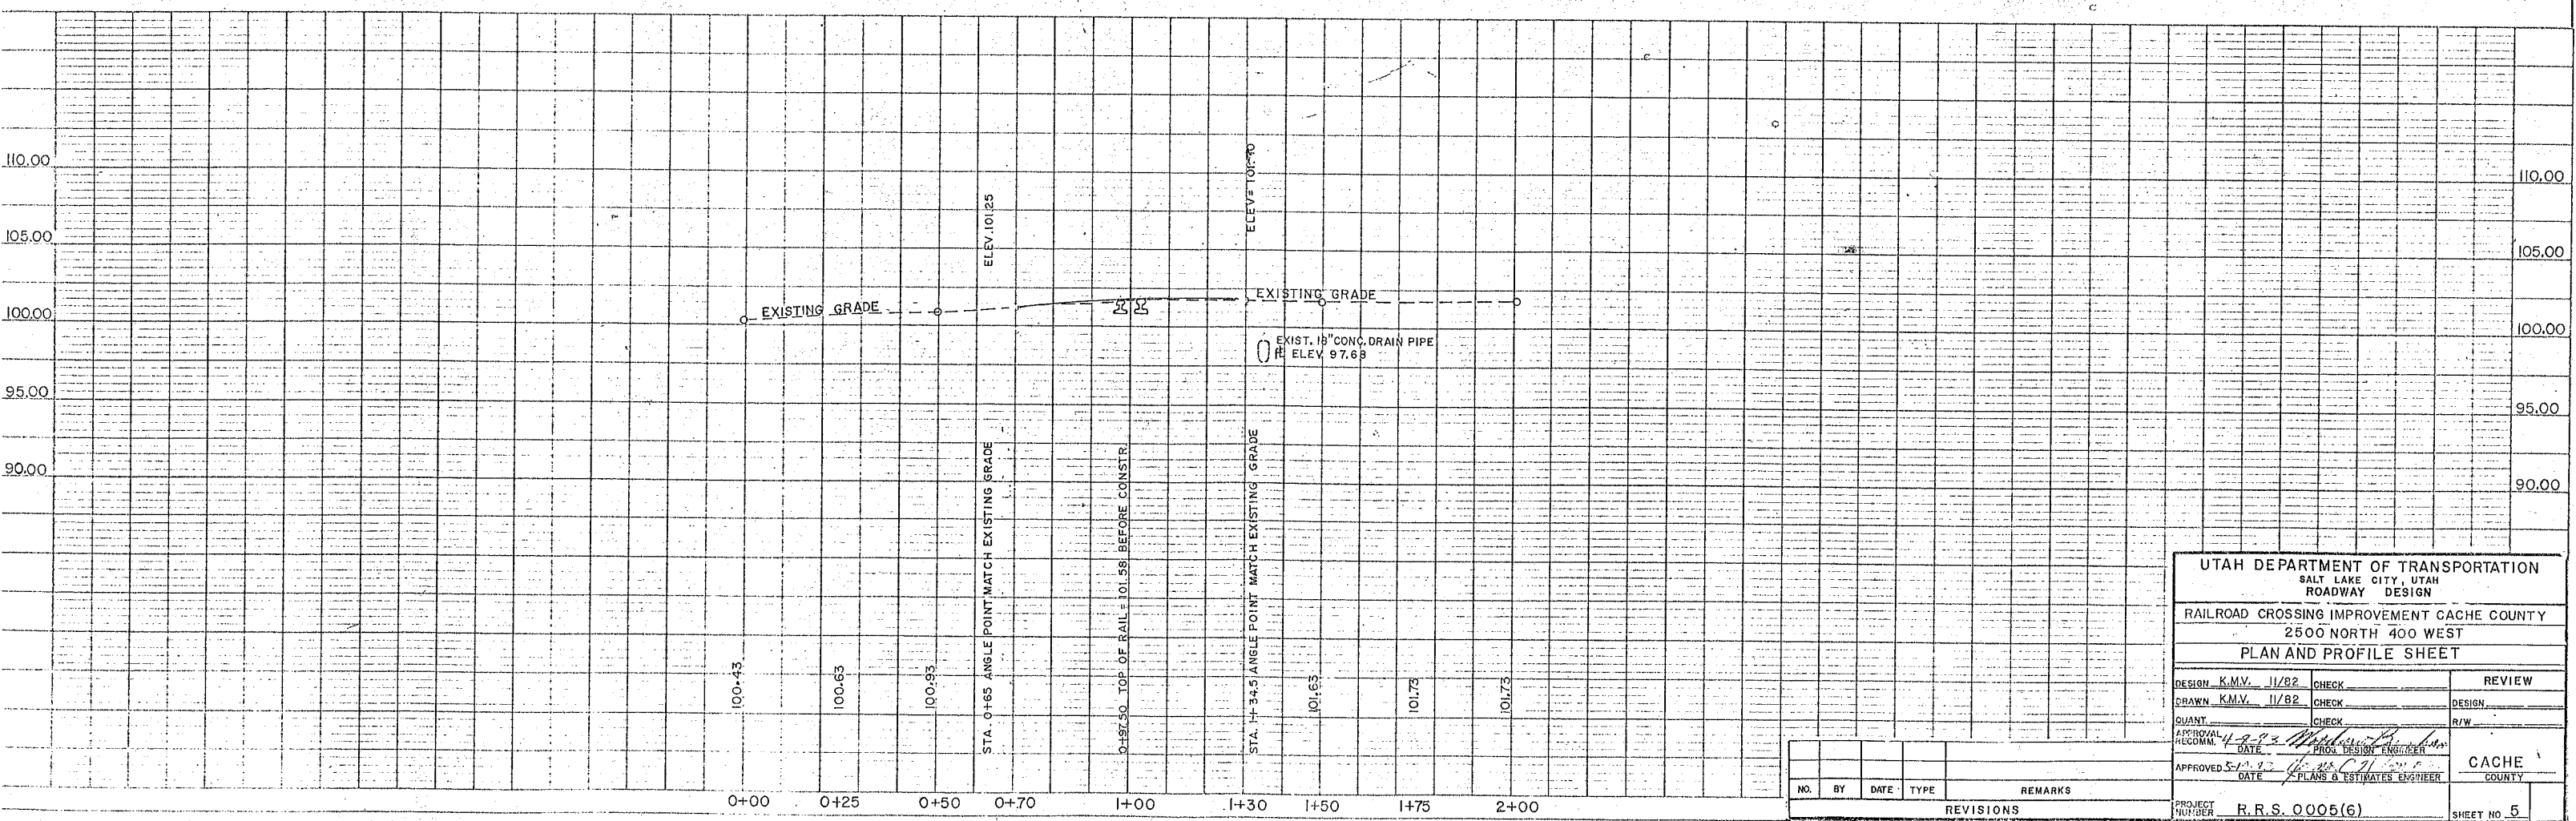 110.00
105.00
100.00
95.00
90.00
110.00
105.00
100.00
95.00
90.00
EXISTING GRADE
ELEV. 101.25
EXISTING GRADE
EXIST. 18" CONC. DRAIN PIPE
ELEV. 97.68
100.43
100.63
100.93
STA. 0+65 ANGLE POINT MATCH EXISTING GRADE
0+97.50 TOP OF RAIL = 101.58 BEFORE CONSTR.
STA. 1+34.5 ANGLE POINT MATCH EXISTING GRADE
101.63
101.73
101.73
0+00 0+25 0+50 0+70 1+00 1+30 1+50 1+75 2+00
NO. BY DATE TYPE REMARKS
REVISIONS
UTAH DEPARTMENT OF TRANSPORTATION
SALT LAKE CITY, UTAH
ROADWAY DESIGN
RAILROAD CROSSING IMPROVEMENT CACHE COUNTY
2500 NORTH 400 WEST
PLAN AND PROFILE SHEET
DESIGN K.M.V. 11/82 CHECK REVIEW
DRAWN K.M.V. 11/82 CHECK DESIGN
QUANT. CHECK R/W
APPROVAL RECOMM.
DATE PROG. DESIGN ENGINEER
APPROVED
DATE PLANS & ESTIMATES ENGINEER
CACHE
COUNTY
PROJECT NUMBER R.R.S. 0005(6) SHEET NO. 5